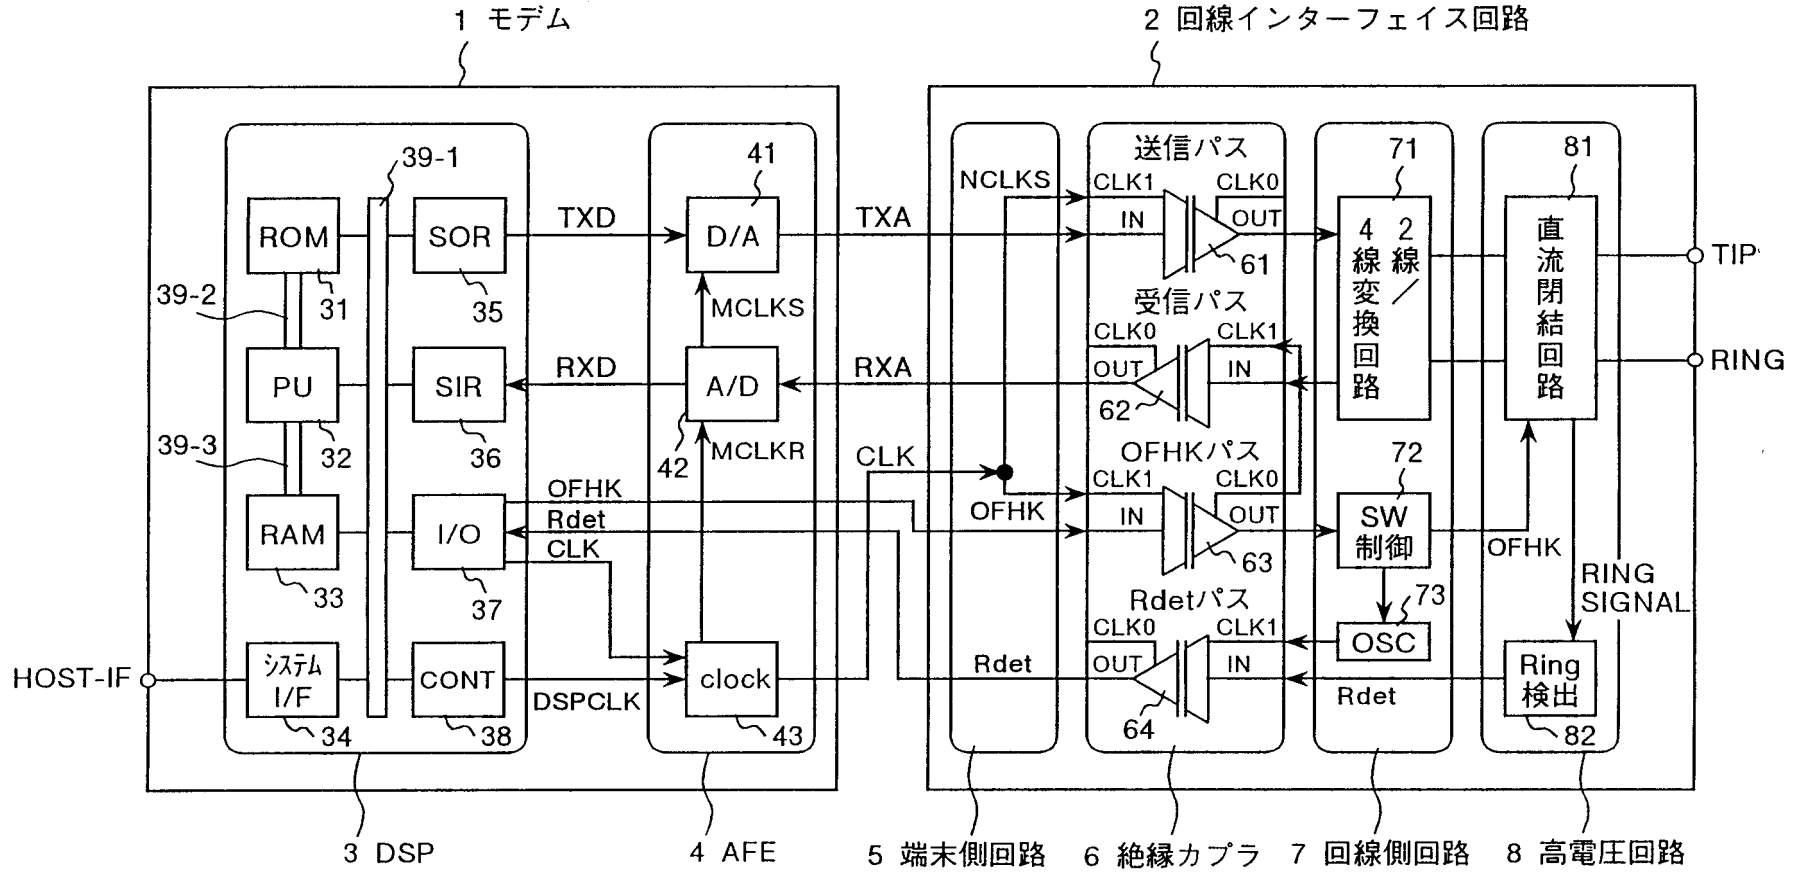 1 モデム
2 回線インターフェイス回路
39-1
41
送信パス
71
81
NCLKS
CLK1
CLK0
ROM
SOR
TXD
D/A
TXA
IN
OUT
4線変換回路
2線/
直流閉結回路
TIP
39-2
31
35
MCLKS
61
受信パス
CLK0
CLK1
PU
SIR
RXD
A/D
RXA
OUT
IN
RING
39-3
32
36
42
MCLKR
62
CLK
OFHKパス
72
OFHK
CLK1
CLK0
OFHK
RAM
I/O
Rdet
IN
OUT
SW
制御
OFHK
CLK
33
37
63
Rdetパス
73
RING
SIGNAL
CLK0
CLK1
OSC
HOST-IF
システム
I/F
CONT
DSPCLK
clock
Rdet
OUT
IN
Rdet
Ring
検出
34
38
43
64
82
3 DSP
4 AFE
5 端末側回路
6 絶縁カプラ
7 回線側回路
8 高電圧回路